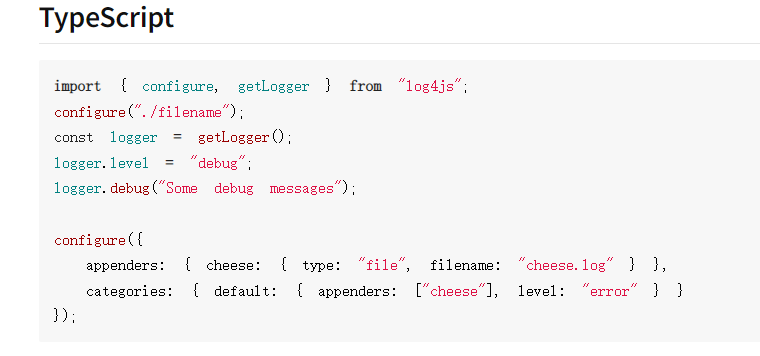 TypeScript
import { configure, getLogger } from "log4js";
configure("./filename");
const logger = getLogger();
logger.level = "debug";
logger.debug("Some debug messages");
configure({
    appenders: { cheese: { type: "file", filename: "cheese.log" } },
    categories: { default: { appenders: ["cheese"], level: "error" } }
});